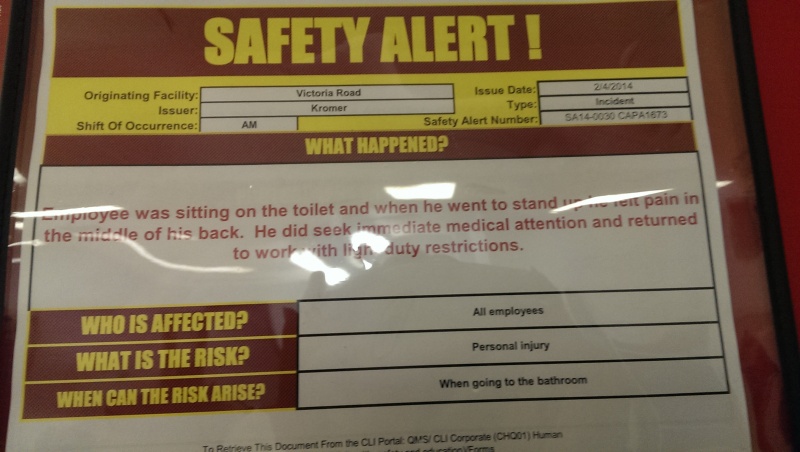 SAFETY ALERT !
Originating Facility: Victoria Road Issue Date: 2/4/2014
Issuer: Kromer Type: Incident
Shift Of Occurrence: AM Safety Alert Number: SA14-0030 CAPA1673
WHAT HAPPENED?
Employee was sitting on the toilet and when he went to stand up he felt pain in
the middle of his back. He did seek immediate medical attention and returned
to work with light duty restrictions.
WHO IS AFFECTED? All employees
WHAT IS THE RISK? Personal injury
WHEN CAN THE RISK ARISE? When going to the bathroom
To Retrieve This Document From the CLI Portal: QMS/ CLI Corporate (CHQ01) Human
safety and education)/Forms